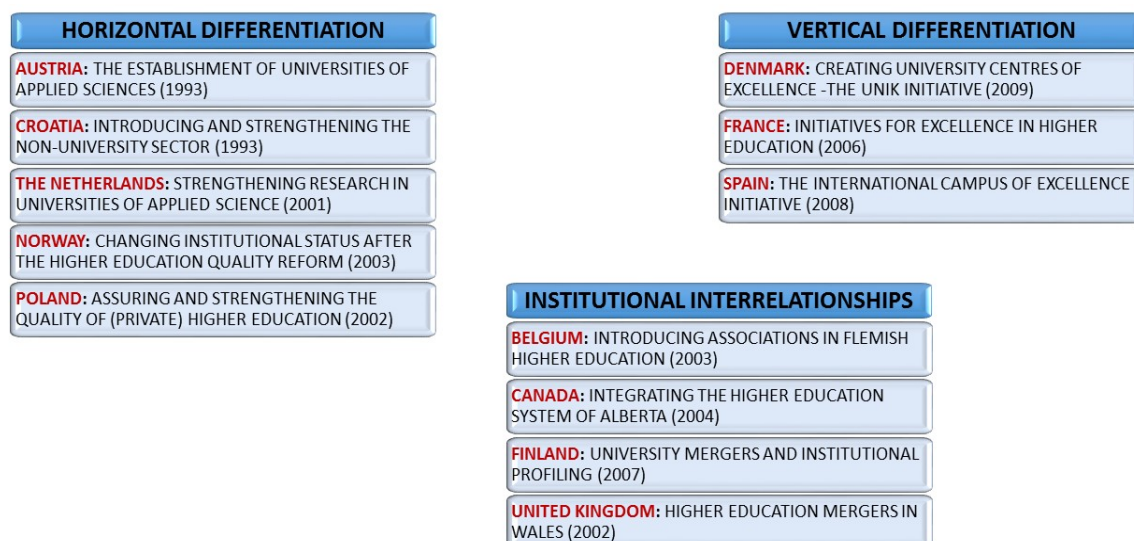 HORIZONTAL DIFFERENTIATION
AUSTRIA: THE ESTABLISHMENT OF UNIVERSITIES OF
APPLIED SCIENCES (1993)
CROATIA: INTRODUCING AND STRENGTHENING THE
NON-UNIVERSITY SECTOR (1993)
THE NETHERLANDS: STRENGTHENING RESEARCH IN
UNIVERSITIES OF APPLIED SCIENCE (2001)
NORWAY: CHANGING INSTITUTIONAL STATUS AFTER
THE HIGHER EDUCATION QUALITY REFORM (2003)
POLAND: ASSURING AND STRENGTHENING THE
QUALITY OF (PRIVATE) HIGHER EDUCATION (2002)
VERTICAL DIFFERENTIATION
DENMARK: CREATING UNIVERSITY CENTRES OF
EXCELLENCE -THE UNIK INITIATIVE (2009)
FRANCE: INITIATIVES FOR EXCELLENCE IN HIGHER
EDUCATION (2006)
SPAIN: THE INTERNATIONAL CAMPUS OF EXCELLENCE
INITIATIVE (2008)
INSTITUTIONAL INTERRELATIONSHIPS
BELGIUM: INTRODUCING ASSOCIATIONS IN FLEMISH
HIGHER EDUCATION (2003)
CANADA: INTEGRATING THE HIGHER EDUCATION
SYSTEM OF ALBERTA (2004)
FINLAND: UNIVERSITY MERGERS AND INSTITUTIONAL
PROFILING (2007)
UNITED KINGDOM: HIGHER EDUCATION MERGERS IN
WALES (2002)